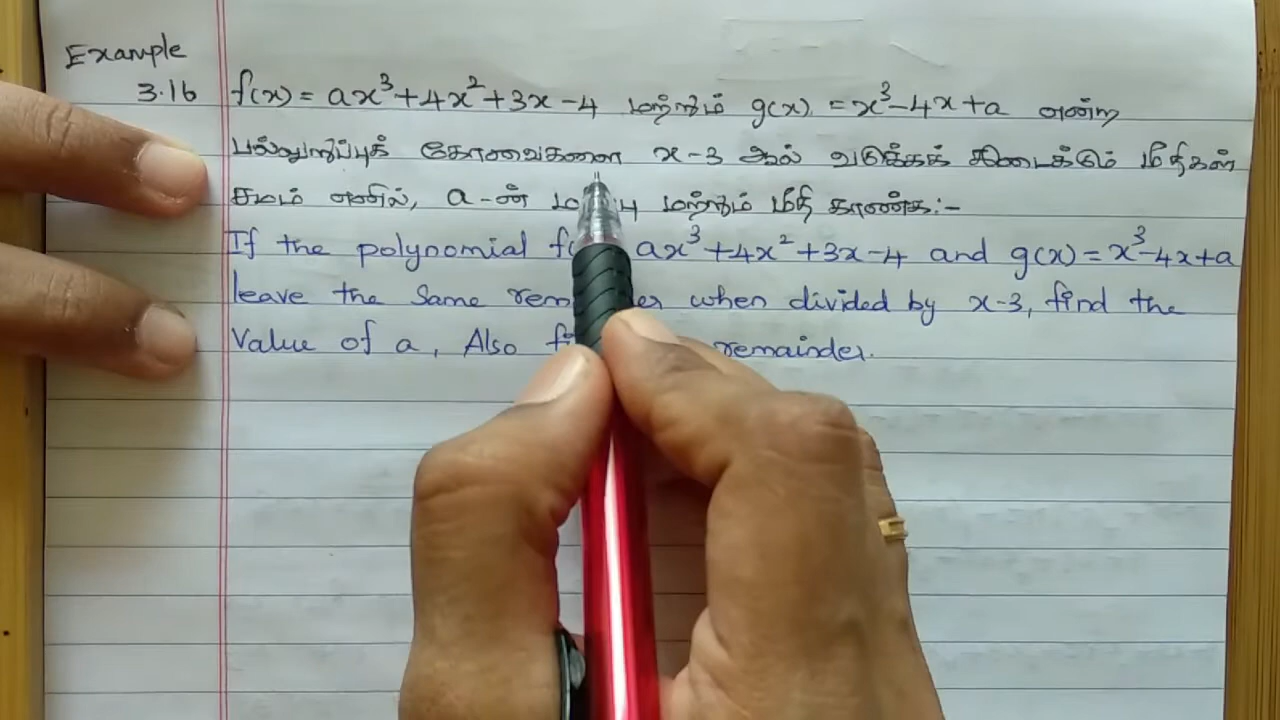 Example
3.16 f(x) = ax³+4x²+3x-4 மற்றும் g(x) = x³-4x+a என்ற
பல்லுறுப்புக் கோவைகளை x-3 ஆல் வகுக்கக் கிடைக்கும் மீதிகள்
சமம் எனில், a-ன் மற்றும் மீதி காண்க:-
If the polynomial ax³+4x²+3x-4 and g(x) = x³-4x+a
leave the same when divided by x-3, find the
Value of a, Also remainder.